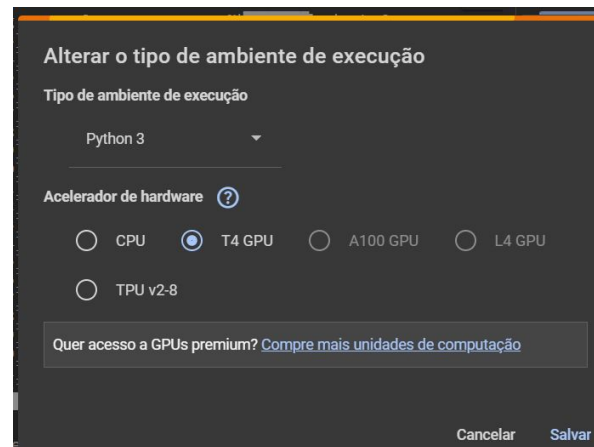 Alterar o tipo de ambiente de execução
Tipo de ambiente de execução
Python 3
Acelerador de hardware ?
CPU T4 GPU A100 GPU L4 GPU
TPU v2-8
Quer acesso a GPUs premium? Compre mais unidades de computação
Cancelar Salvar